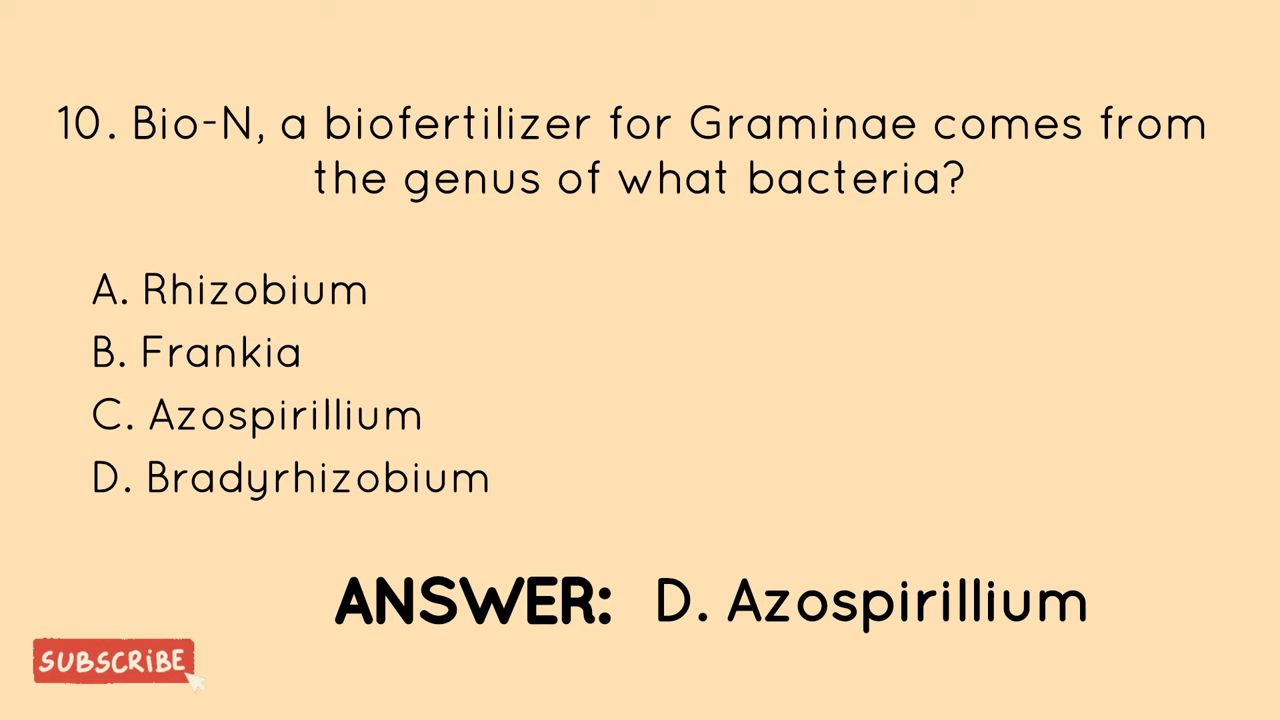 10. Bio-N, a biofertilizer for Graminae comes from
the genus of what bacteria?
A. Rhizobium
B. Frankia
C. Azospirillium
D. Bradyrhizobium
ANSWER: D. Azospirillium
SUBSCRiBE